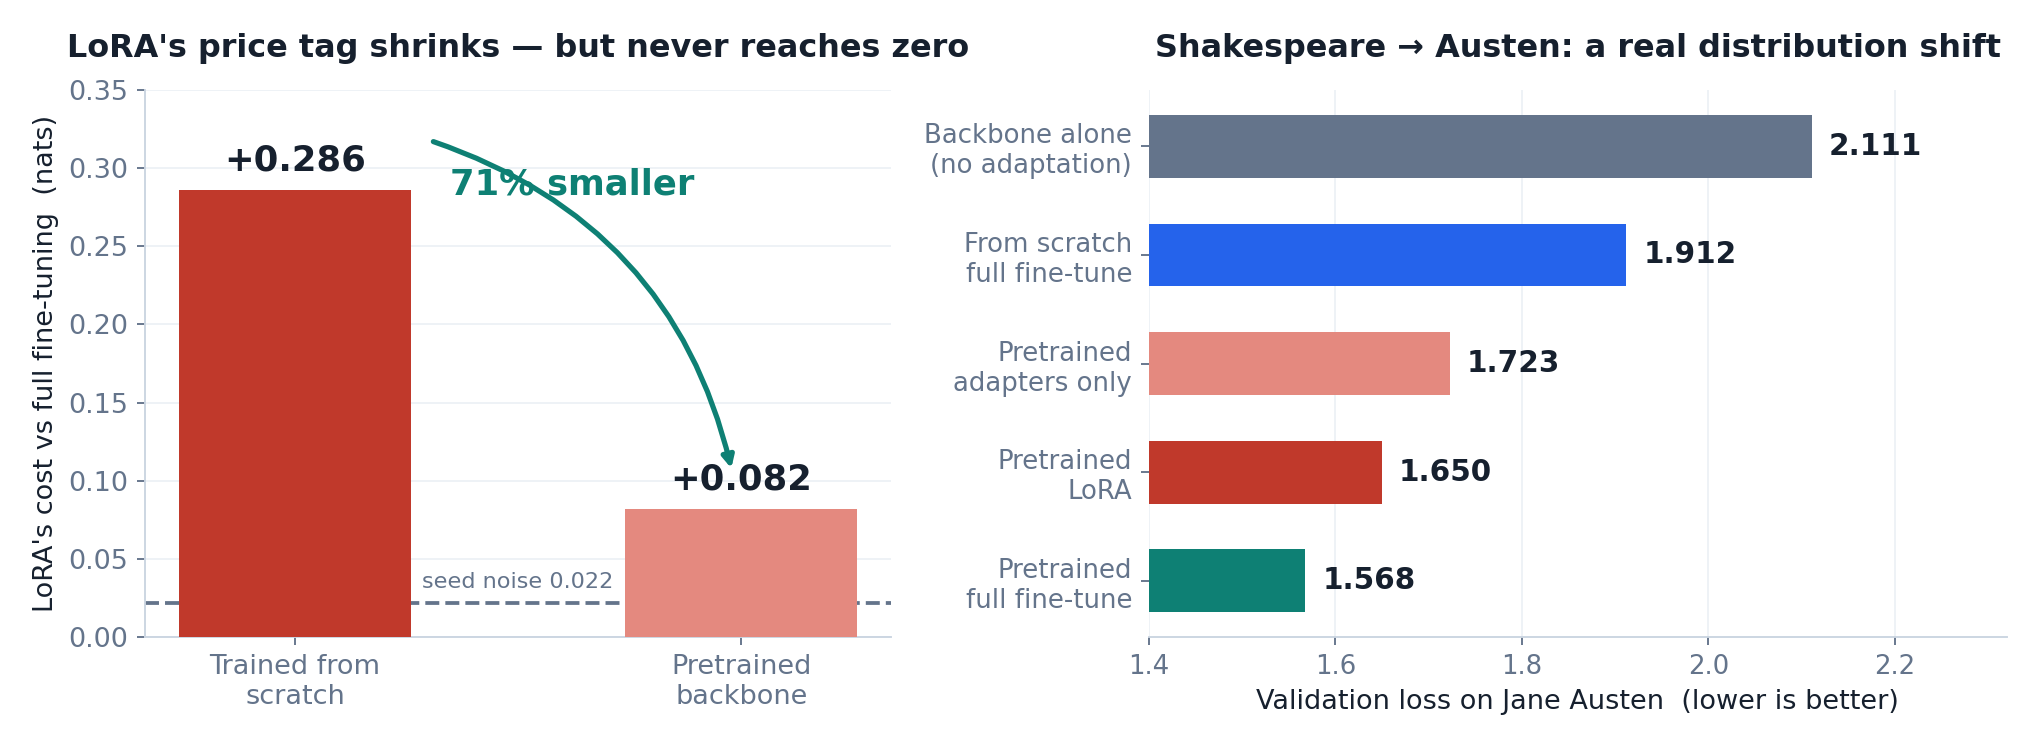 LoRA's price tag shrinks — but never reaches zero
LoRA's cost vs full fine-tuning (nats)
0.35
0.30
0.25
0.20
0.15
0.10
0.05
0.00
+0.286
71% smaller
+0.082
seed noise 0.022
Trained from
scratch
Pretrained
backbone
Shakespeare → Austen: a real distribution shift
Backbone alone
(no adaptation)
2.111
From scratch
full fine-tune
1.912
Pretrained
adapters only
1.723
Pretrained
LoRA
1.650
Pretrained
full fine-tune
1.568
1.4
1.6
1.8
2.0
2.2
Validation loss on Jane Austen (lower is better)